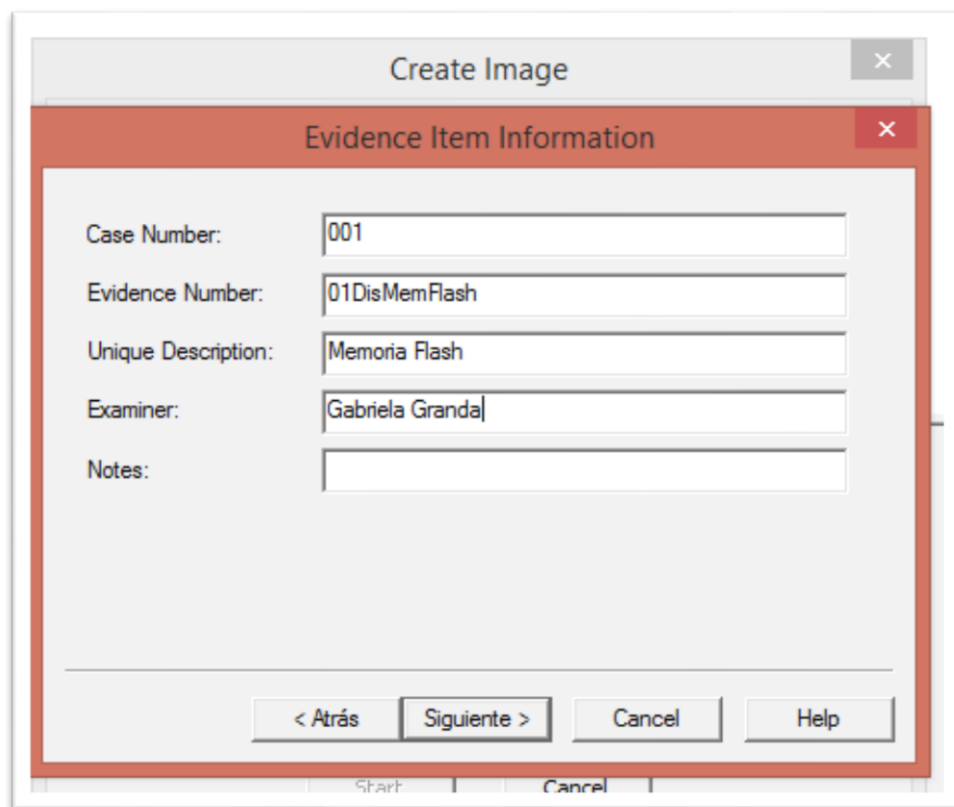 Create Image
Evidence Item Information
Case Number: 001
Evidence Number: 01DisMemFlash
Unique Description: Memoria Flash
Examiner: Gabriela Granda
Notes:
< Atrás Siguiente > Cancel Help
Start Cancel